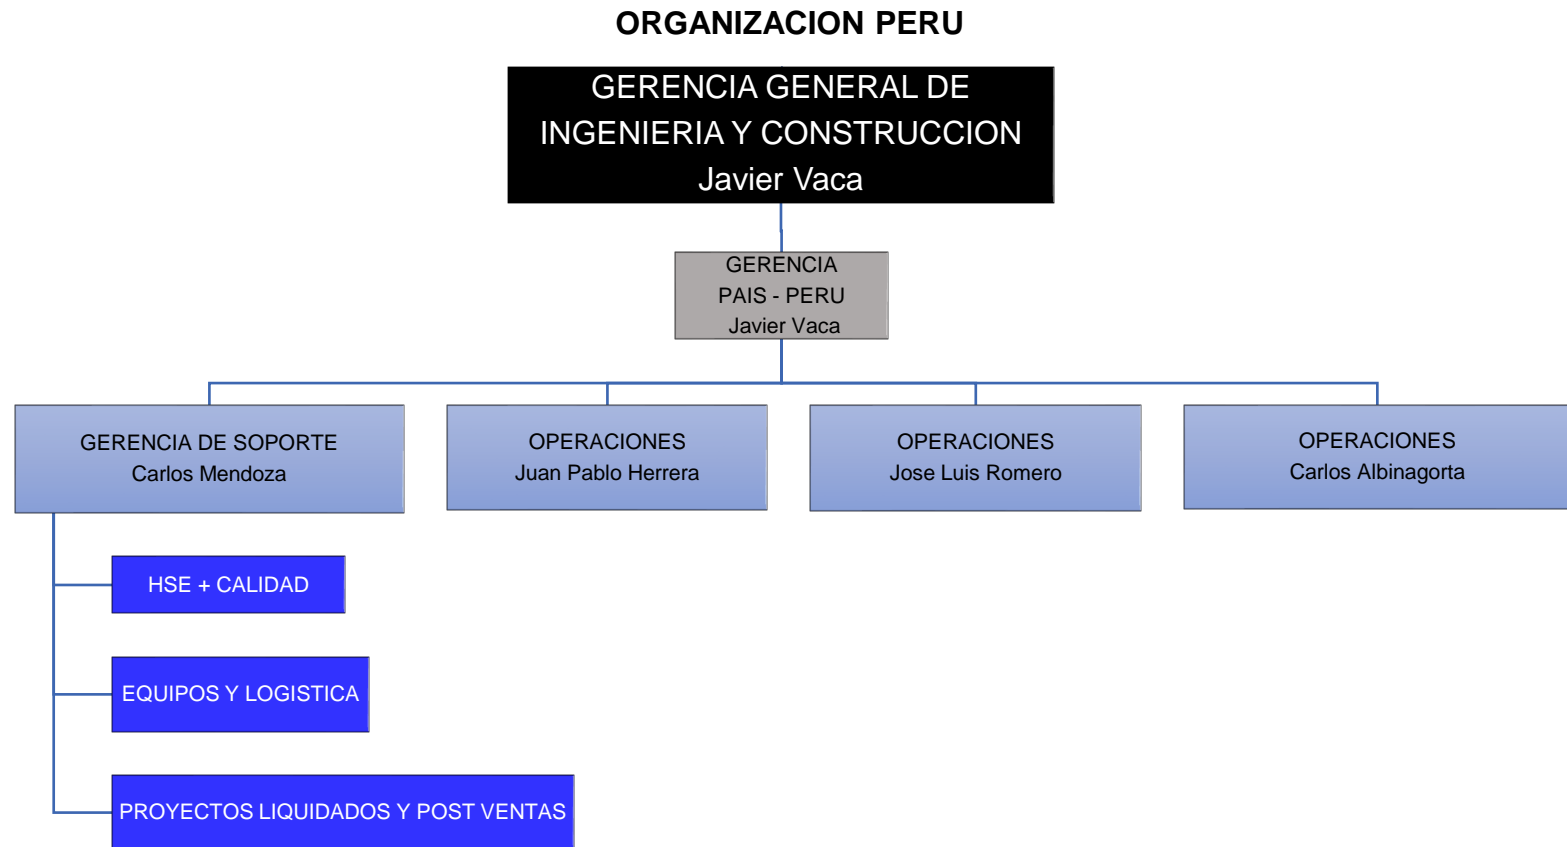 ORGANIZACION PERU
GERENCIA GENERAL DE
INGENIERIA Y CONSTRUCCION
Javier Vaca
GERENCIA
PAIS - PERU
Javier Vaca
GERENCIA DE SOPORTE
Carlos Mendoza
OPERACIONES
Juan Pablo Herrera
OPERACIONES
Jose Luis Romero
OPERACIONES
Carlos Albinagorta
HSE + CALIDAD
EQUIPOS Y LOGISTICA
PROYECTOS LIQUIDADOS Y POST VENTAS